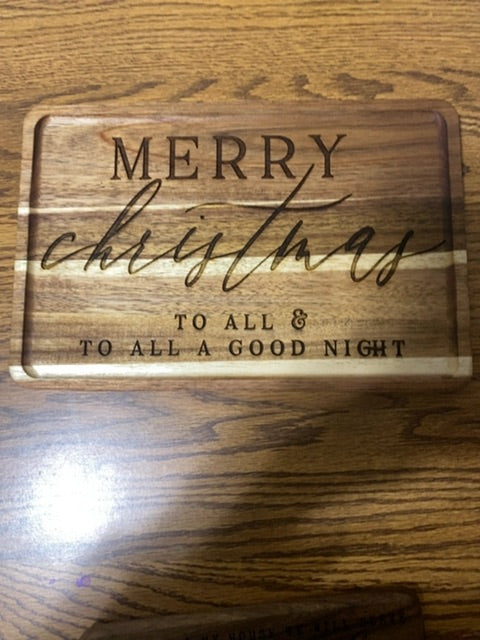 MERRY
christmas
TO ALL &
TO ALL A GOOD NIGHT